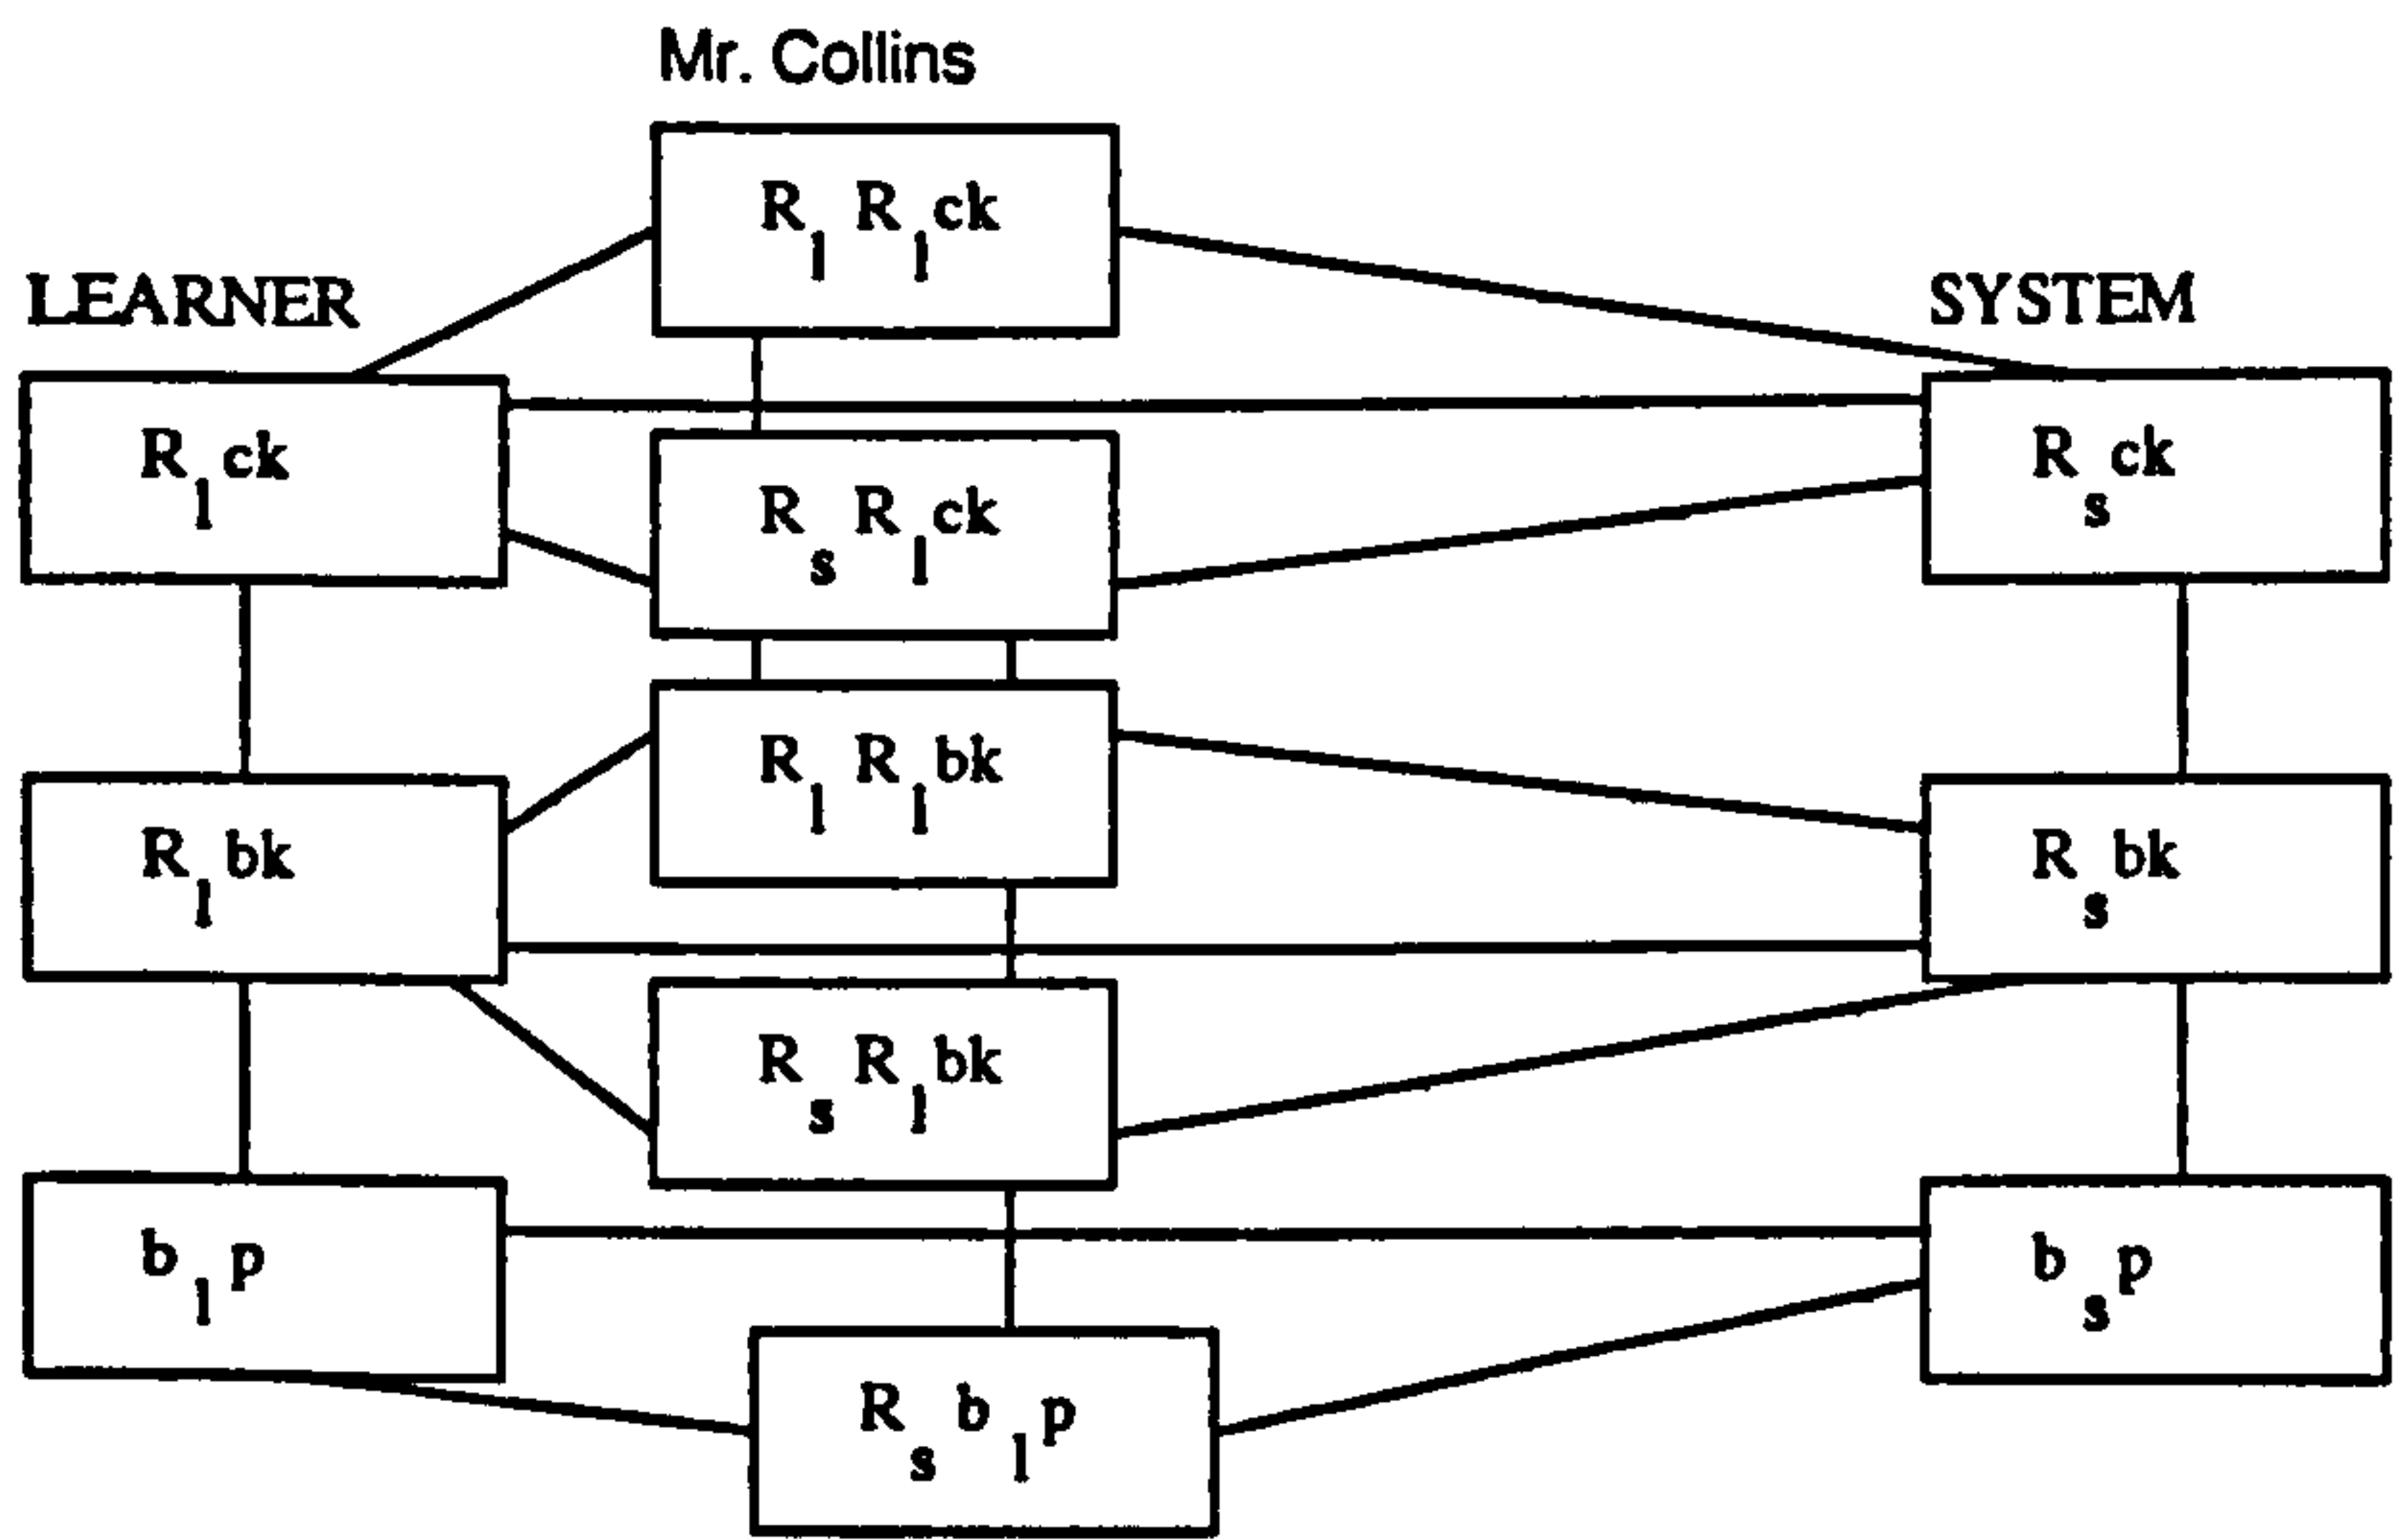 Mr. Collins
R l R l ck
LEARNER
SYSTEM
R l ck
R s ck
R s R l ck
R l R l bk
R l bk
R s bk
R s R l bk
b l p
b s p
R s b l p